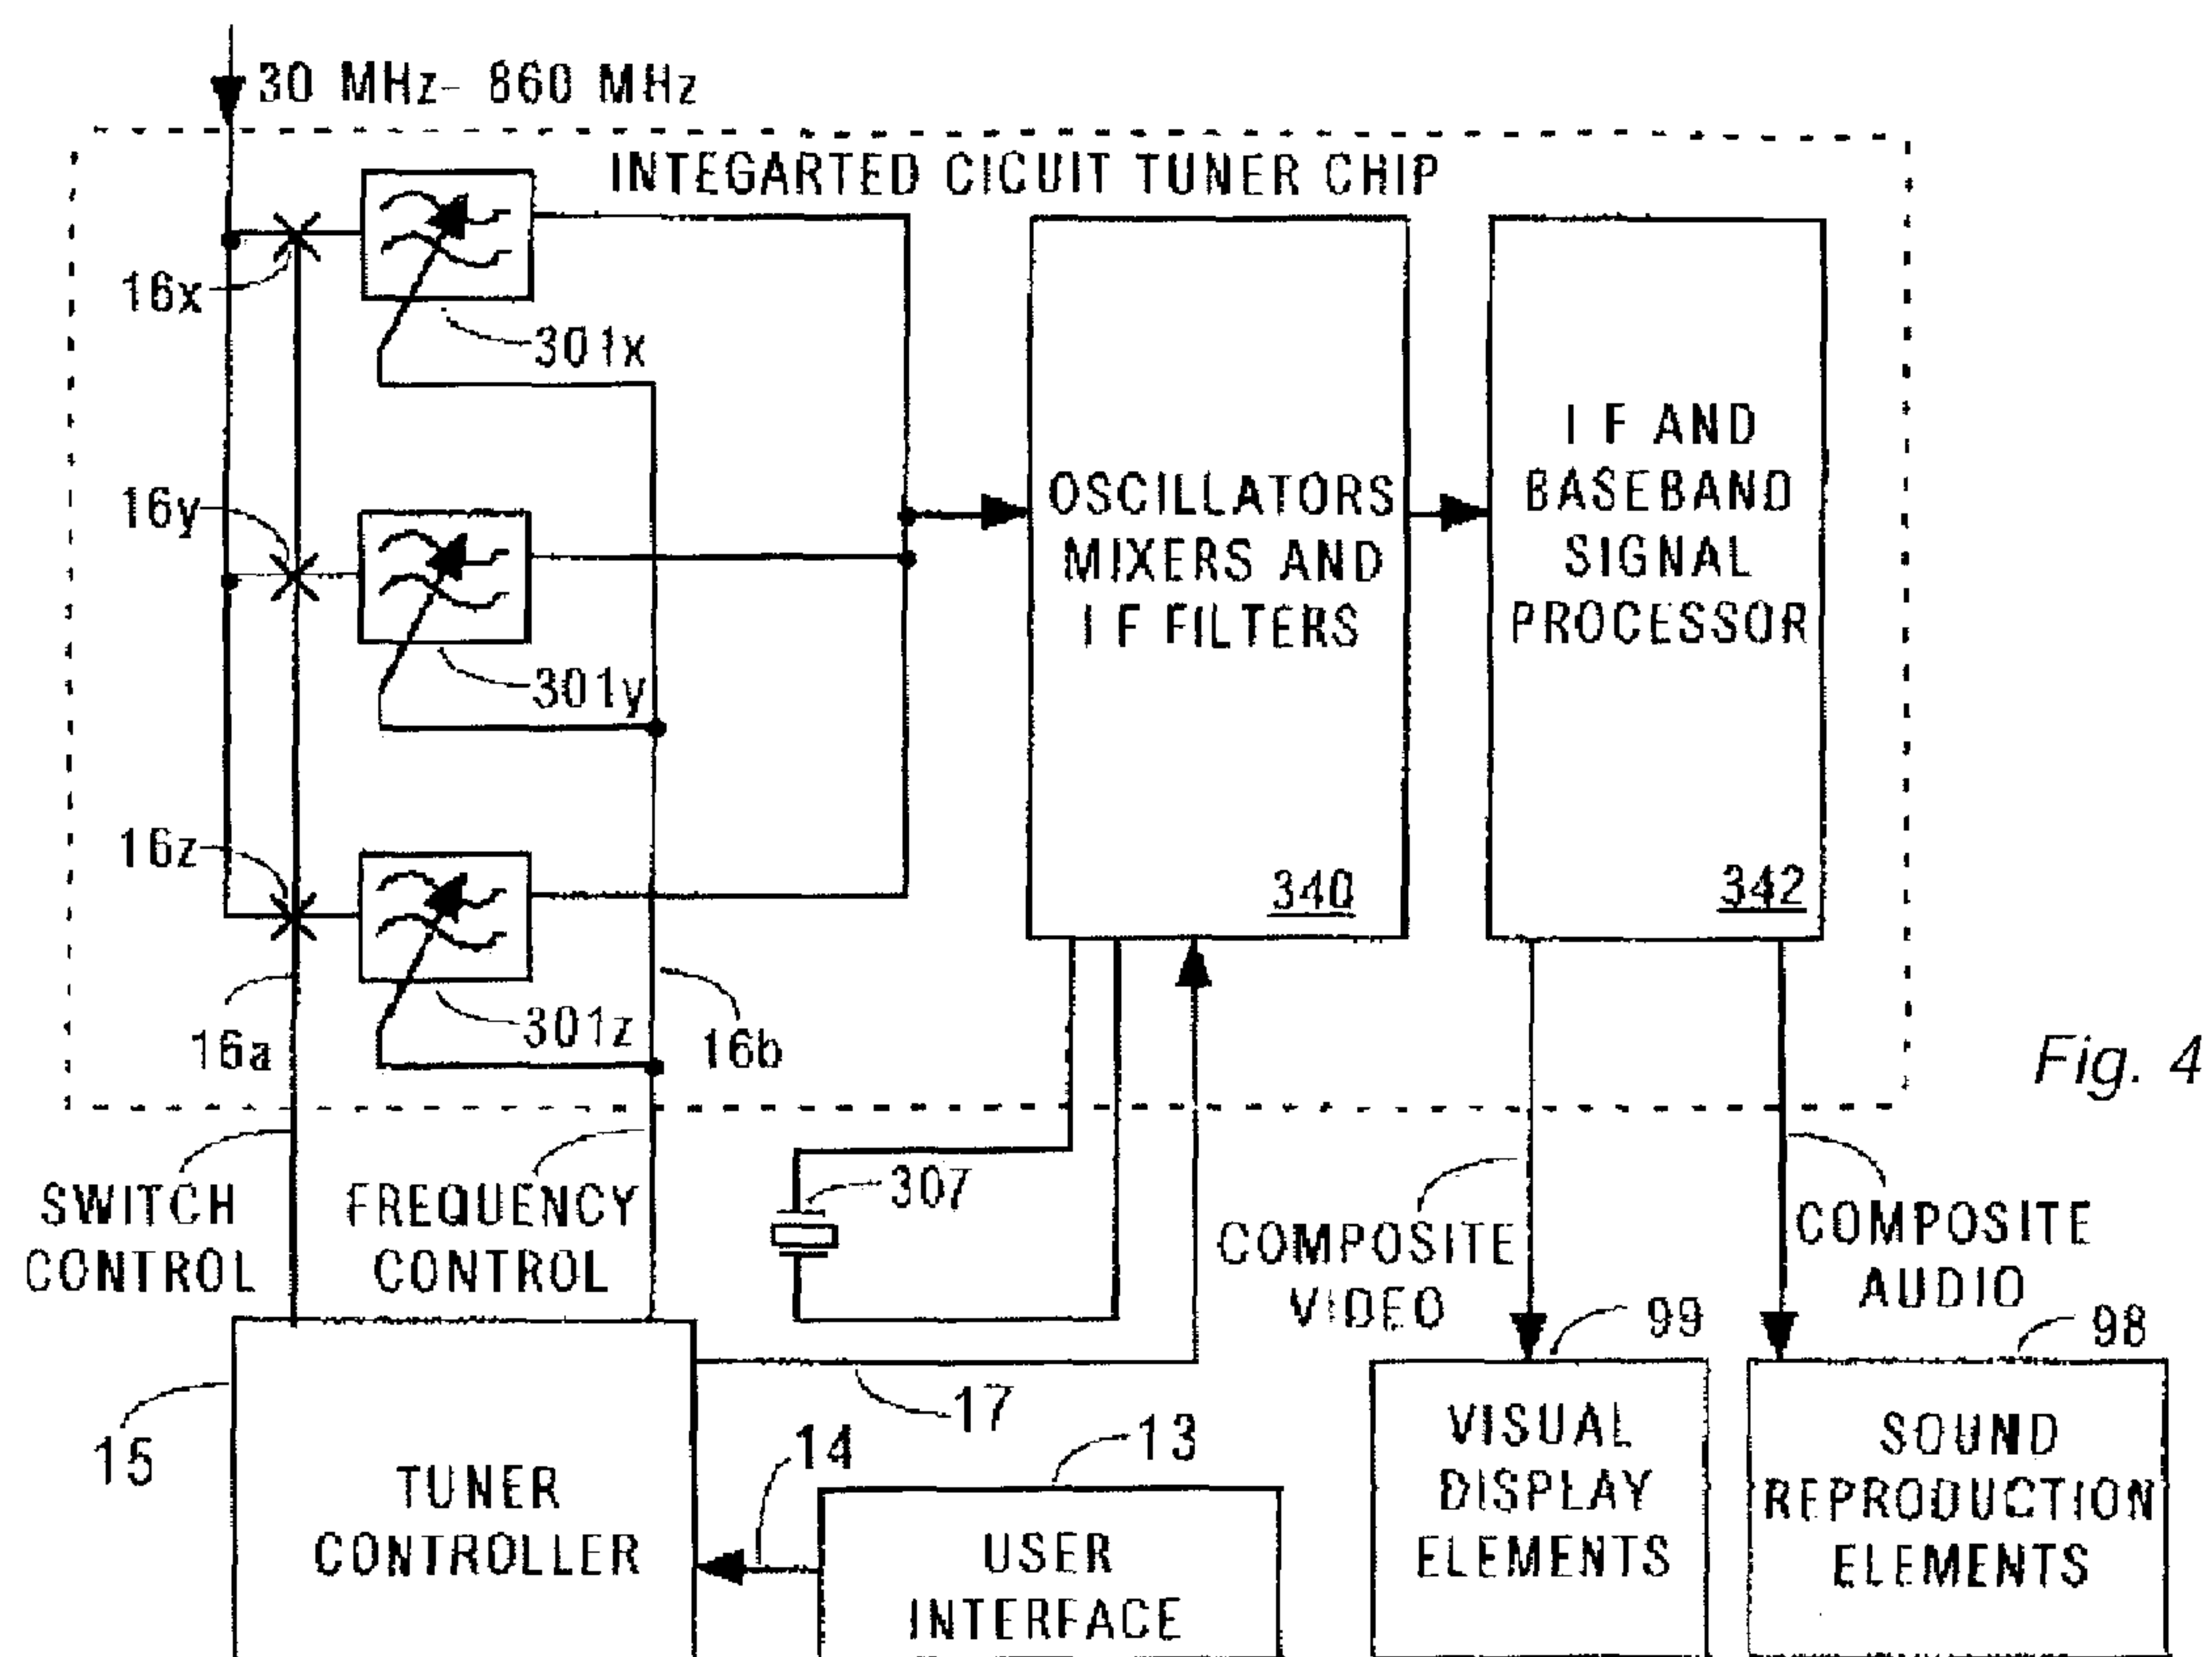 30 MHz- 860 MHz
INTEGARTED CICUIT TUNER CHIP
16x
301x
16y
301y
16z
301z
16a
16b
OSCILLATORS
MIXERS AND
I F FILTERS
340
I F AND
BASEBAND
SIGNAL
PROCESSOR
342
Fig. 4
SWITCH
CONTROL
FREQUENCY
CONTROL
307
COMPOSITE
VIDEO
COMPOSITE
AUDIO
99
98
17
15
TUNER
CONTROLLER
14
13
USER
INTERFACE
VISUAL
DISPLAY
ELEMENTS
SOUND
REPRODUCTION
ELEMENTS